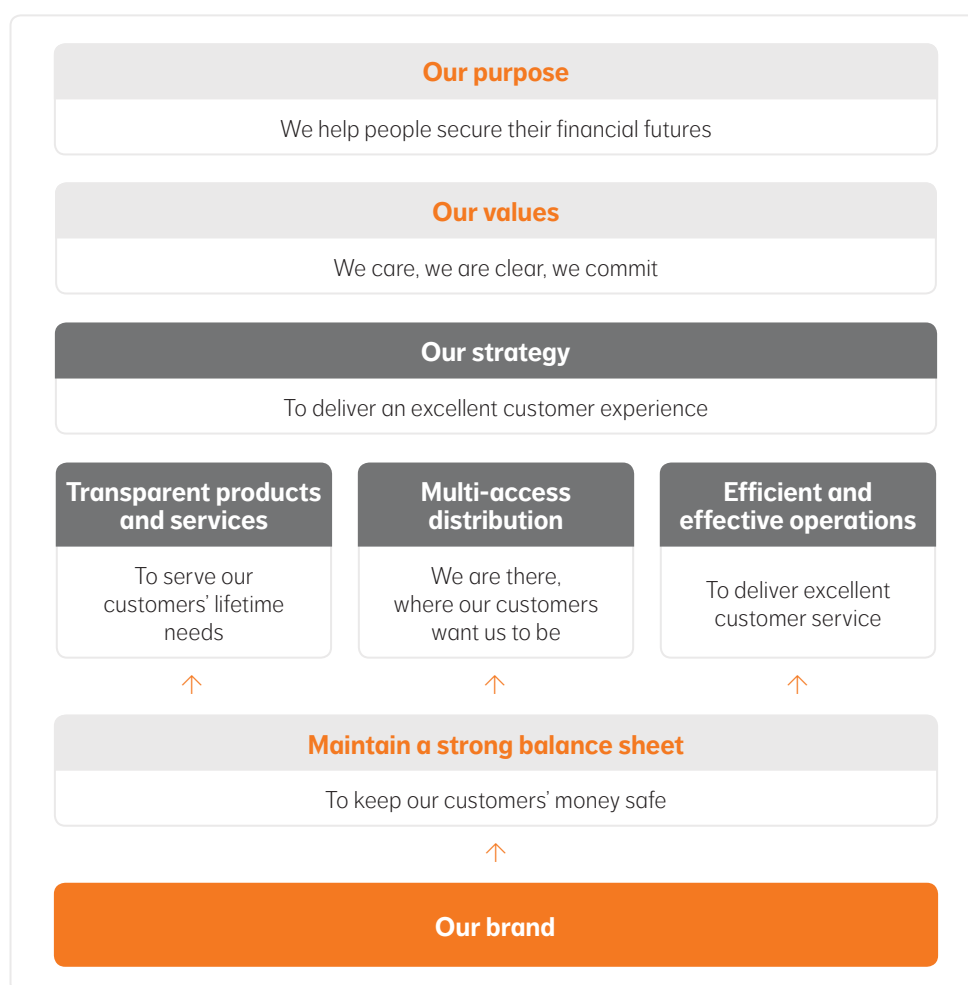 Our purpose
We help people secure their financial futures
Our values
We care, we are clear, we commit
Our strategy
To deliver an excellent customer experience
Transparent products
and services
To serve our
customers’ lifetime
needs
Multi-access
distribution
We are there,
where our customers
want us to be
Efficient and
effective operations
To deliver excellent
customer service
Maintain a strong balance sheet
To keep our customers’ money safe
Our brand